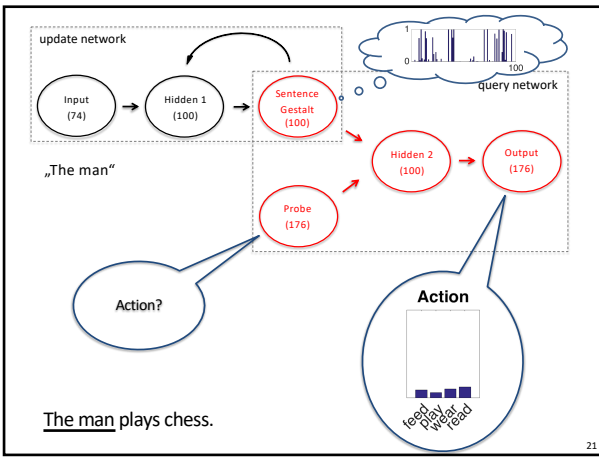 update network
1
0
100
query network
Input
(74)
Hidden 1
(100)
Sentence
Gestalt
(100)
„The man“
Hidden 2
(100)
Output
(176)
Probe
(176)
Action?
Action
feed
play
wear
read
The man plays chess.
21